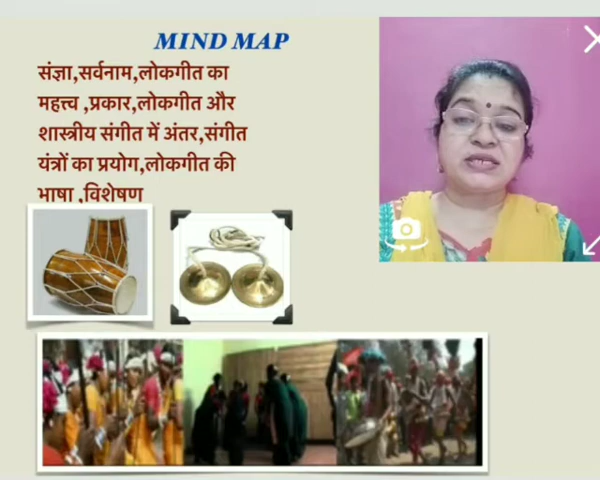 MIND MAP
संज्ञा,सर्वनाम,लोकगीत का
महत्त्व ,प्रकार,लोकगीत और
शास्त्रीय संगीत में अंतर,संगीत
यंत्रों का प्रयोग,लोकगीत की
भाषा ,विशेषण